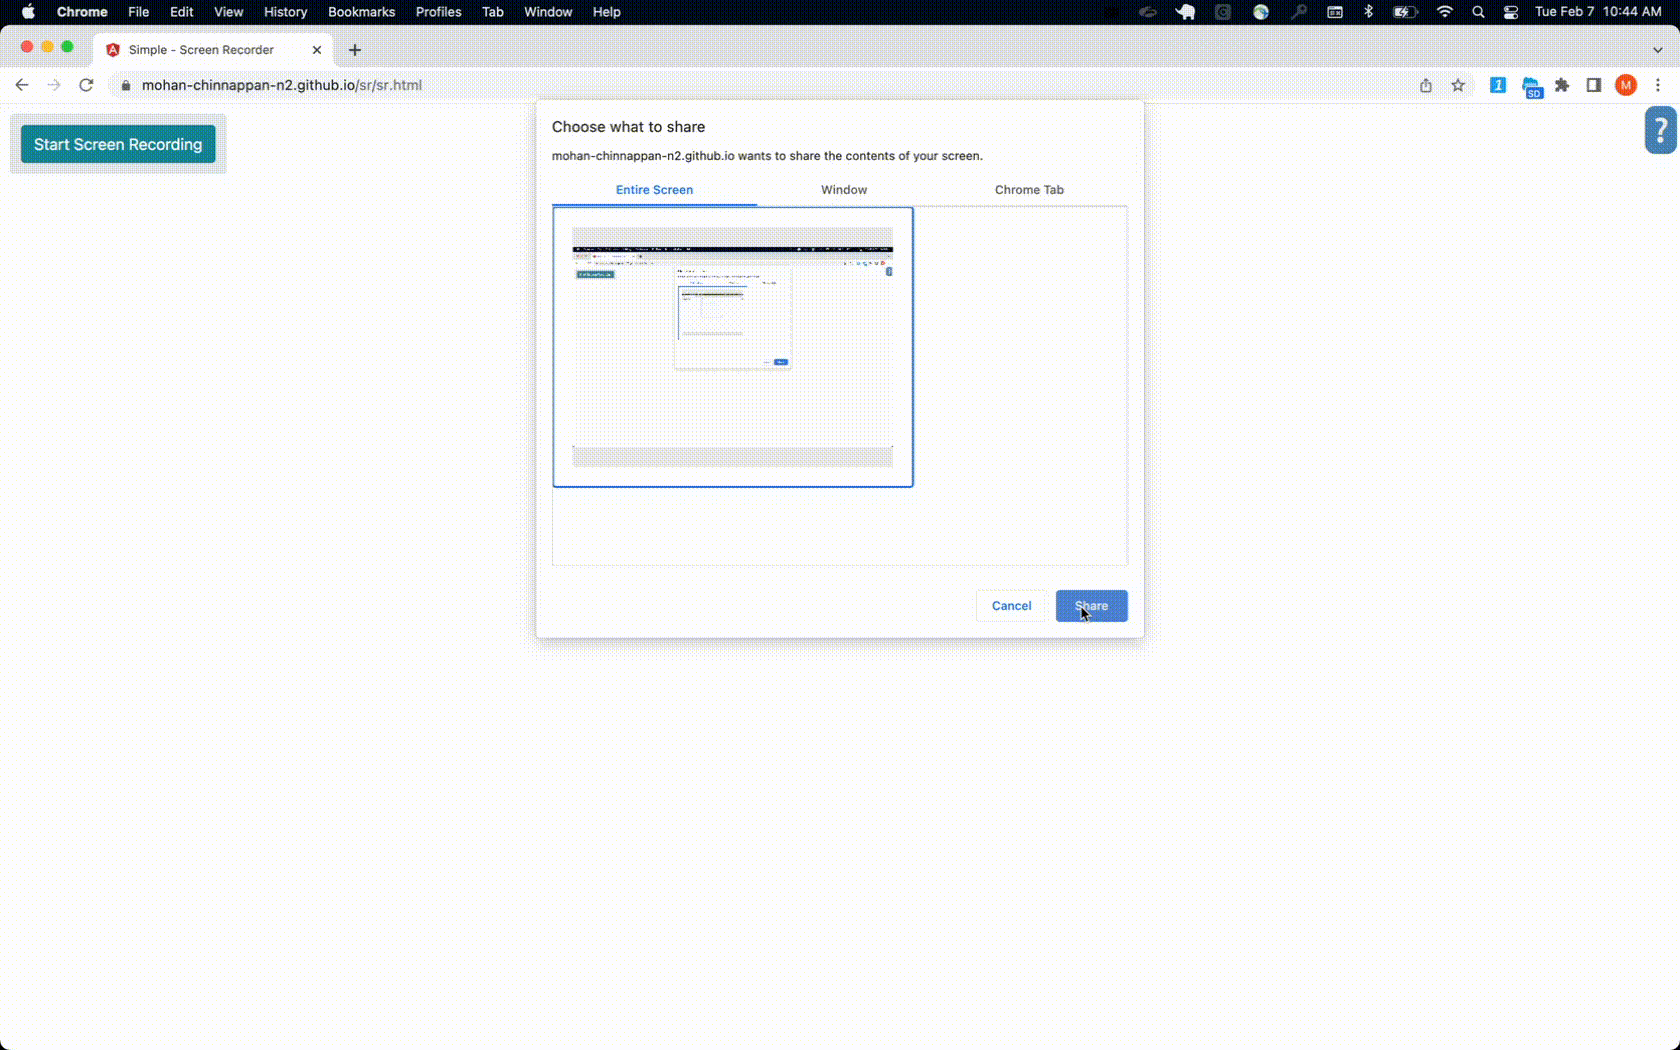 Chrome File Edit View History Bookmarks Profiles Tab Window Help Tue Feb 7 10:44 AM
Simple - Screen Recorder
mohan-chinnappan-n2.github.io/sr/sr.html
1
SD
M
Start Screen Recording
?
Choose what to share
mohan-chinnappan-n2.github.io wants to share the contents of your screen.
Entire Screen Window Chrome Tab
Cancel Share